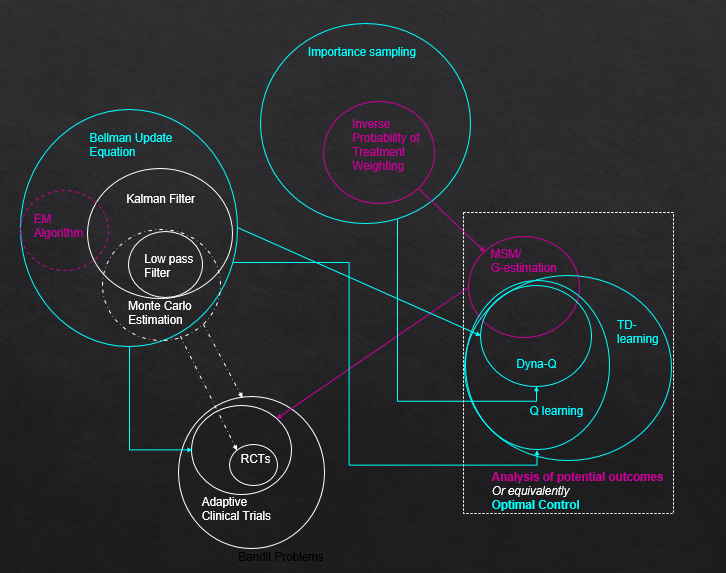 Importance sampling
Inverse
Probability of
Treatment
Weighting
Bellman Update
Equation
Kalman Filter
EM
Algorithm
Low pass
Filter
Monte Carlo
Estimation
MSM/
G-estimation
TD-
learning
Dyna-Q
Q learning
RCTs
Adaptive
Clinical Trials
Bandit Problems
Analysis of potential outcomes
Or equivalently
Optimal Control